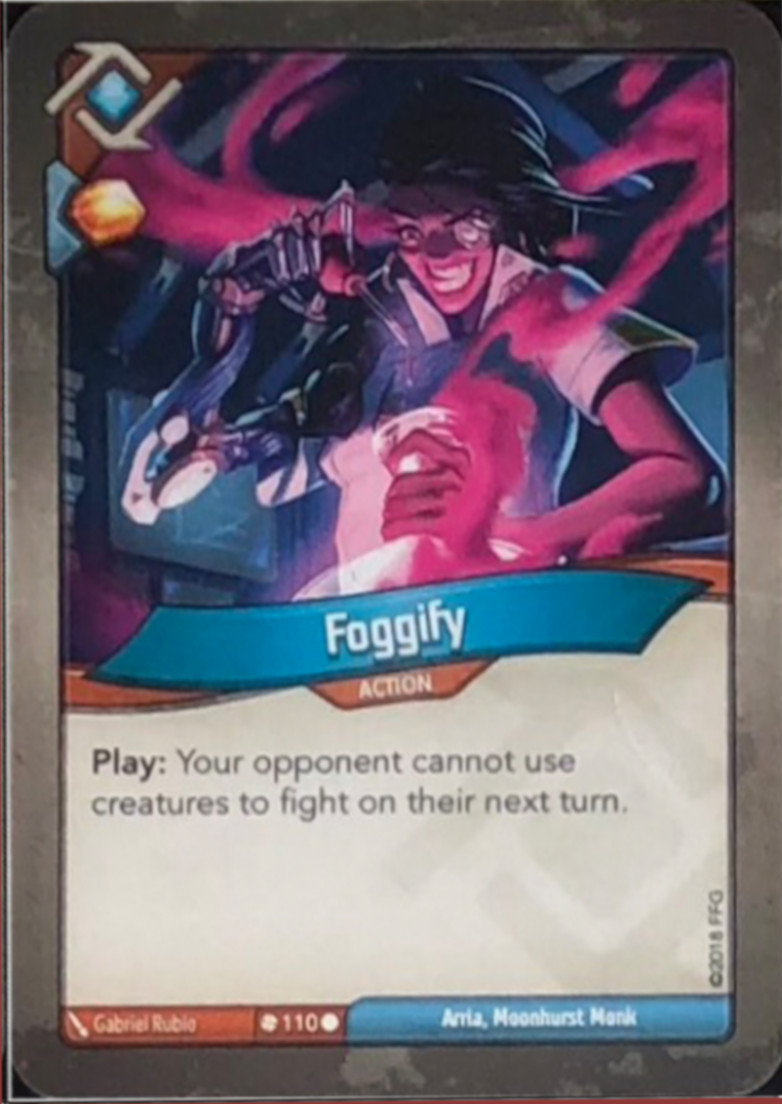 Foggify
ACTION
Play: Your opponent cannot use
creatures to fight on their next turn.
©2018 FFG
Gabriel Rubio
110
Arria, Moonhurst Monk